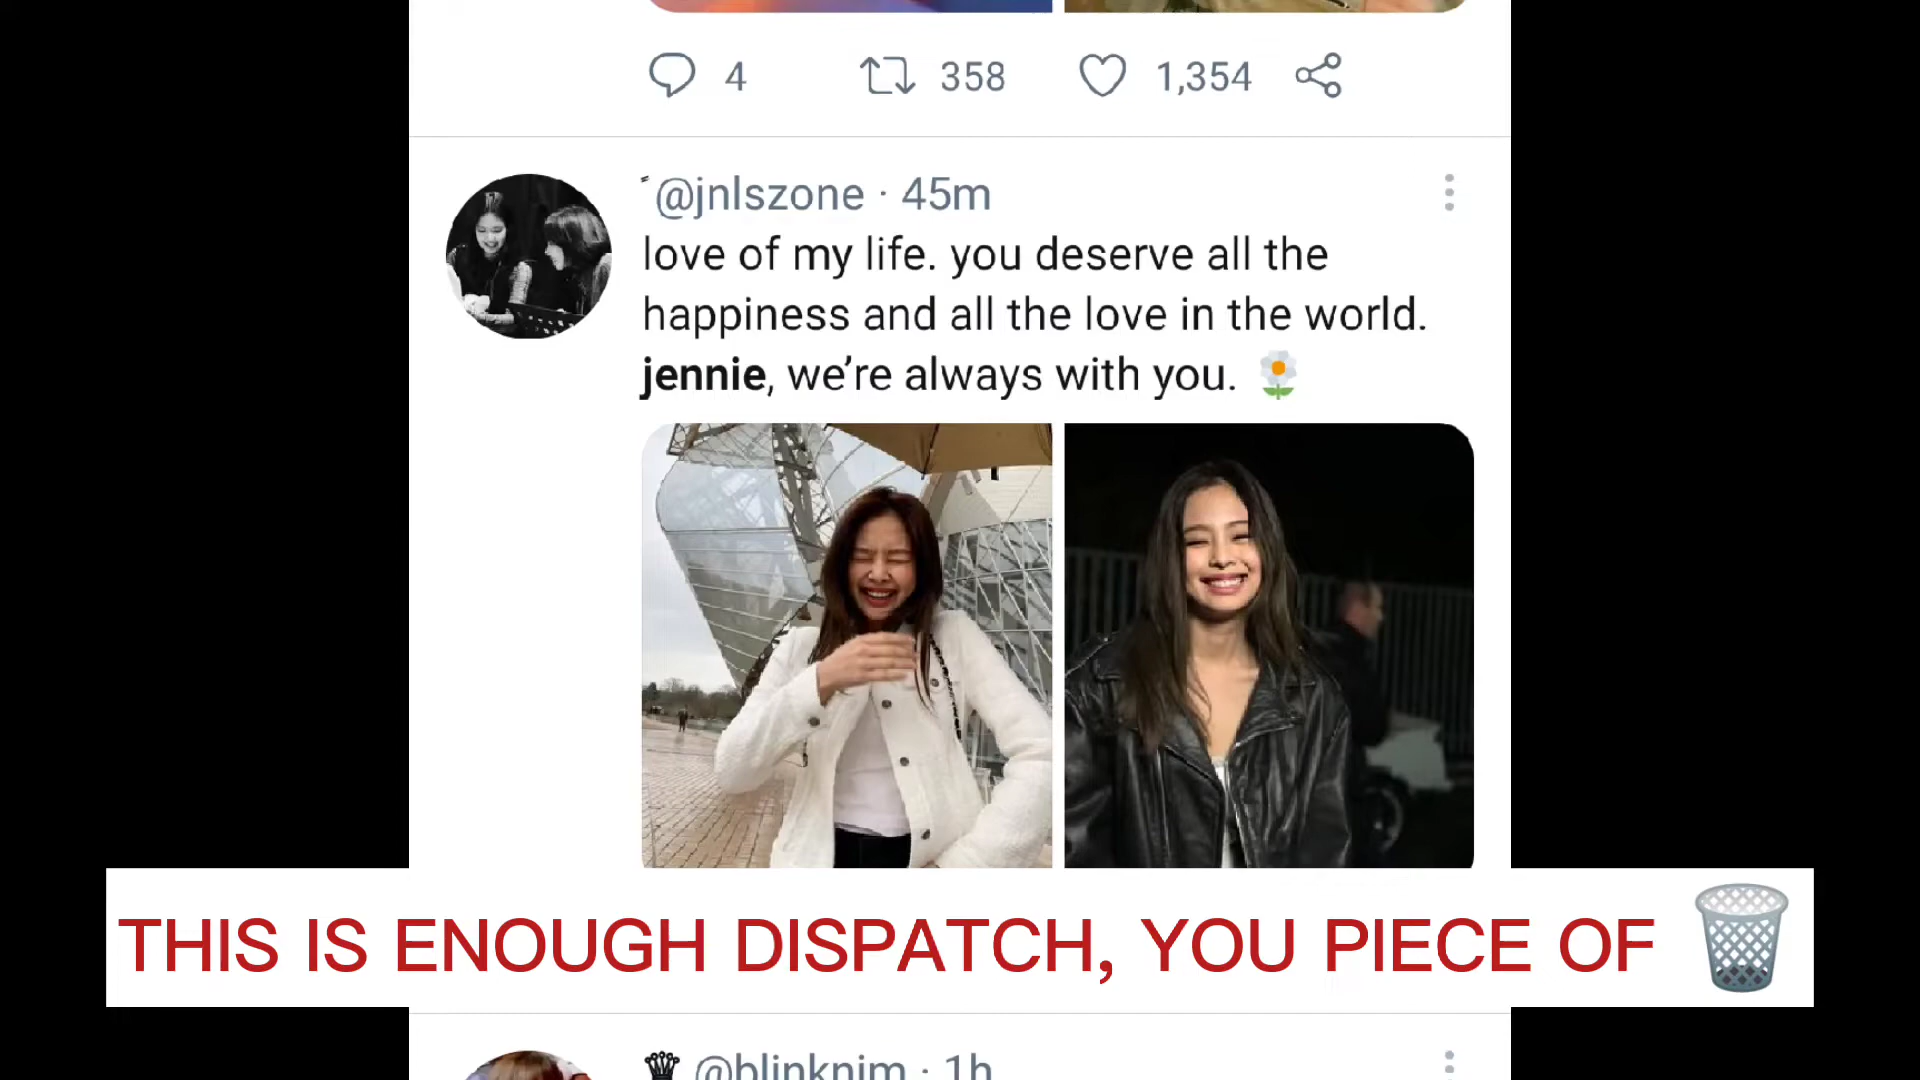 4 358 1,354
@jnlszone · 45m
love of my life. you deserve all the
happiness and all the love in the world.
jennie, we’re always with you.
THIS IS ENOUGH DISPATCH, YOU PIECE OF
@blinknim · 1h